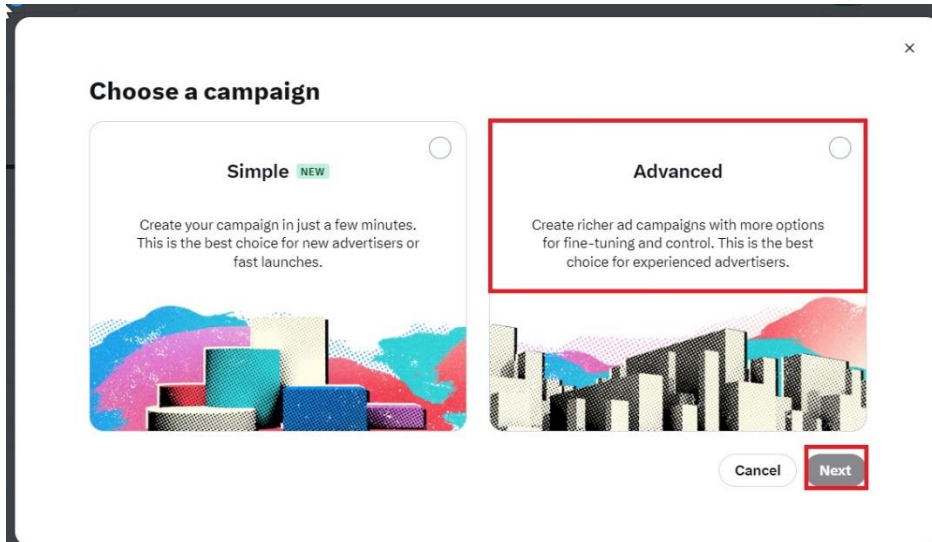 Choose a campaign
Simple NEW
Create your campaign in just a few minutes.
This is the best choice for new advertisers or
fast launches.
Advanced
Create richer ad campaigns with more options
for fine-tuning and control. This is the best
choice for experienced advertisers.
Cancel
Next